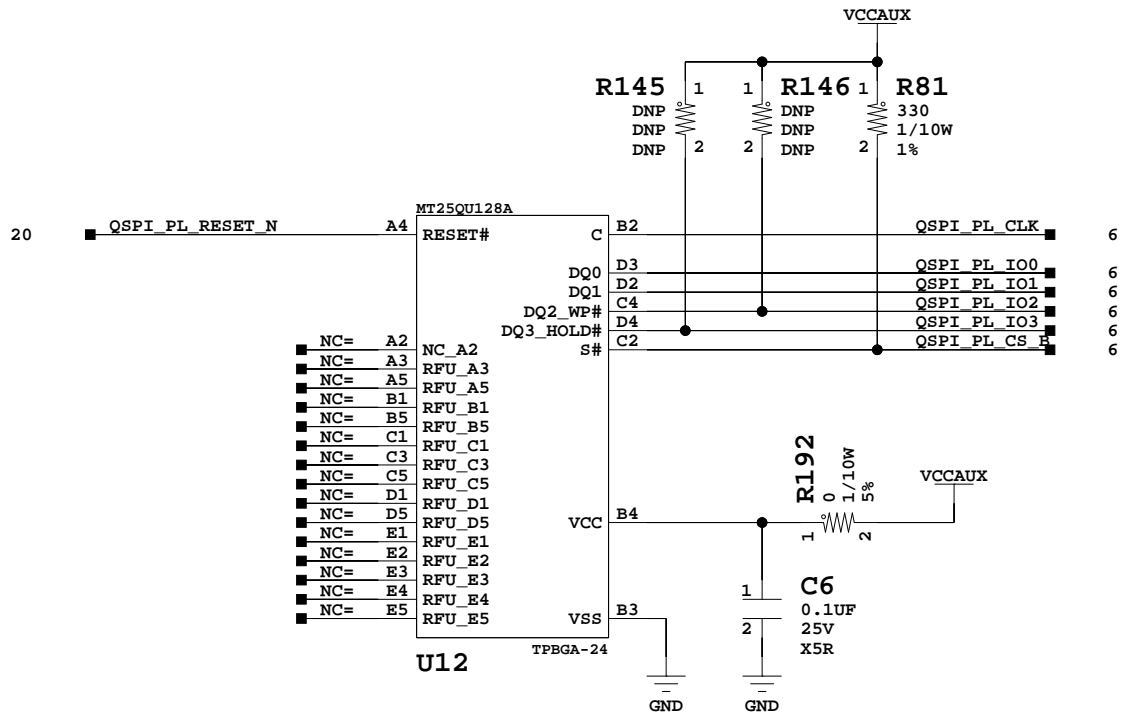 VCCAUX
R145 1 1 R146 1 R81
DNP DNP 330
DNP DNP 1/10W
DNP 2 2 DNP 2 1%
MT25QU128A
20 QSPI_PL_RESET_N A4 RESET# C B2 QSPI_PL_CLK 6
DQ0 D3 QSPI_PL_IO0 6
DQ1 D2 QSPI_PL_IO1 6
DQ2_WP# C4 QSPI_PL_IO2 6
DQ3_HOLD# D4 QSPI_PL_IO3 6
NC= A2 NC_A2 S# C2 QSPI_PL_CS_B 6
NC= A3 RFU_A3
NC= A5 RFU_A5
NC= B1 RFU_B1
NC= B5 RFU_B5
NC= C1 RFU_C1
NC= C3 RFU_C3
NC= C5 RFU_C5
NC= D1 RFU_D1
NC= D5 RFU_D5
NC= E1 RFU_E1
NC= E2 RFU_E2
NC= E3 RFU_E3
NC= E4 RFU_E4
NC= E5 RFU_E5
VCC B4
R192
0
1/10W
5%
1 2
VCCAUX
VSS B3
1 C6
0.1UF
2 25V
X5R
TPBGA-24
U12
GND GND